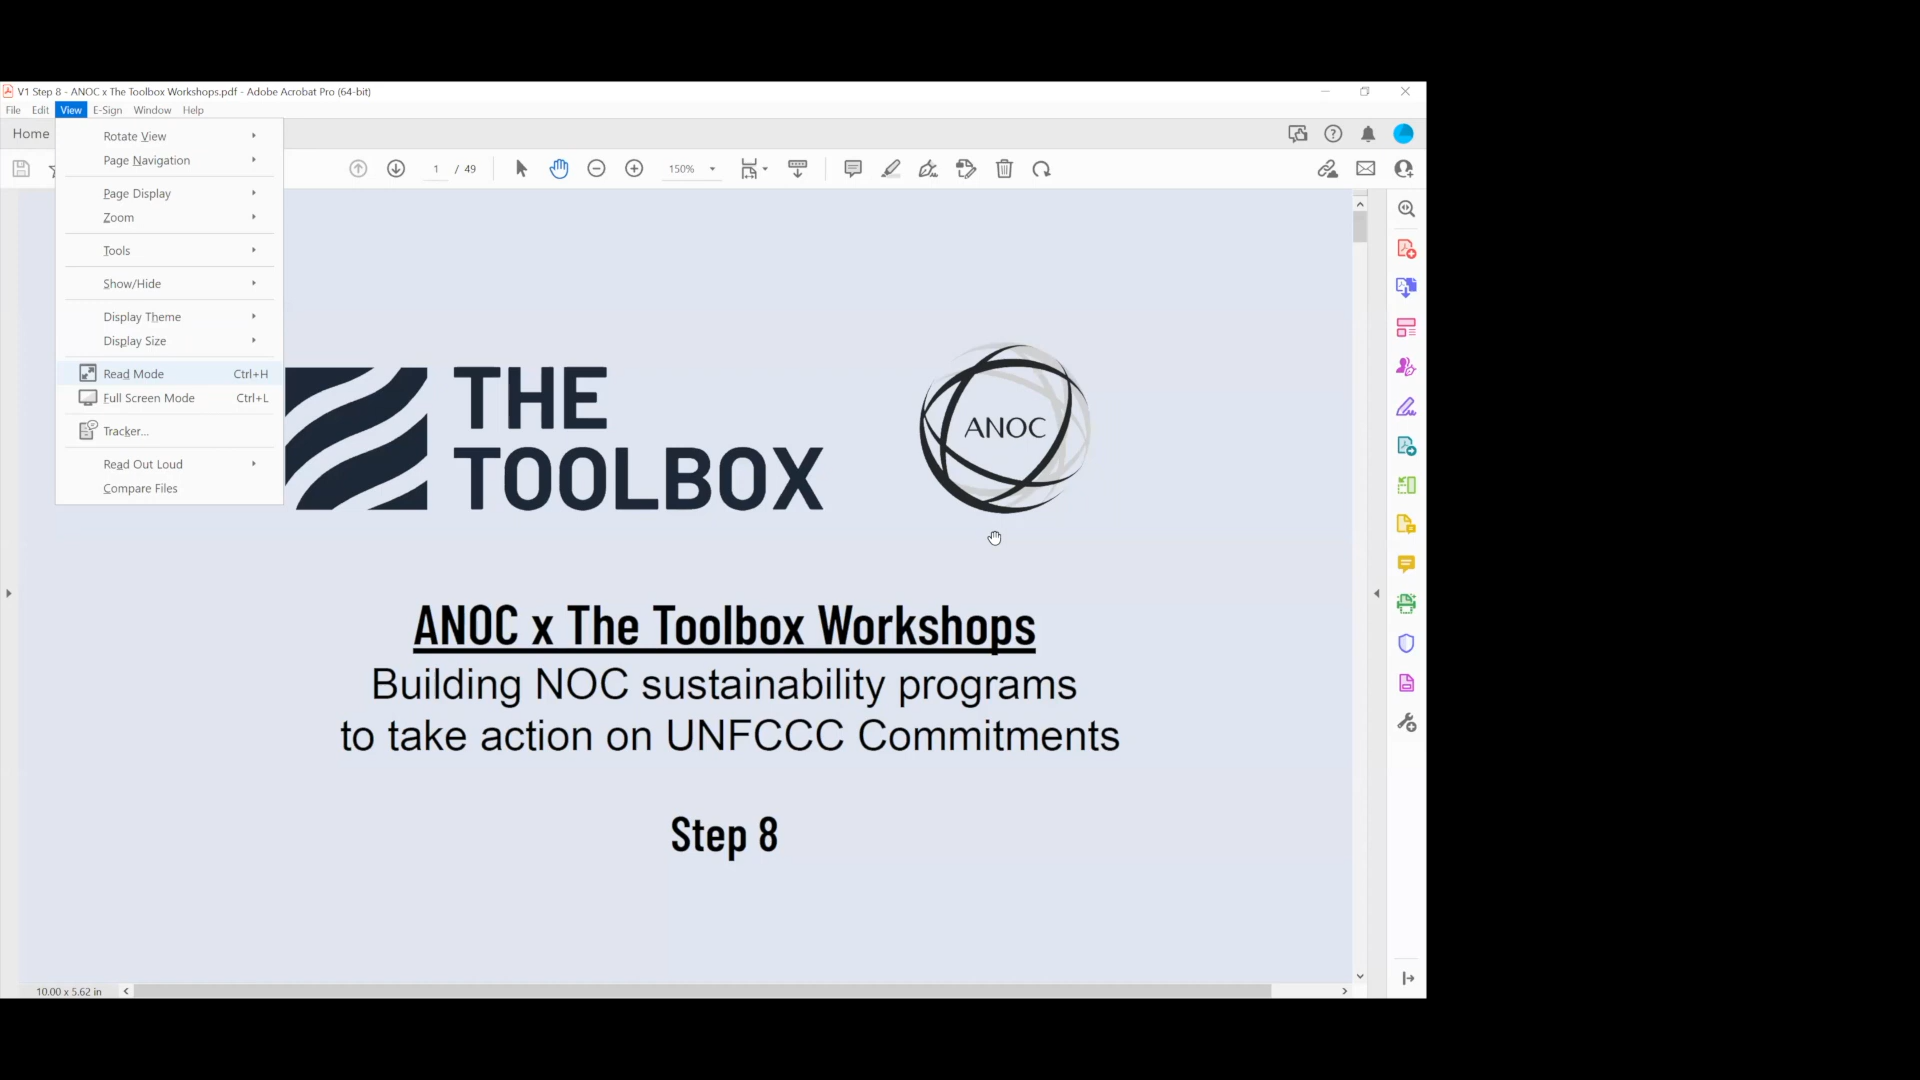 V1 Step 8 - ANOC x The Toolbox Workshops.pdf - Adobe Acrobat Pro (64-bit)
File Edit View E-Sign Window Help
Home
1 / 49 150%
Rotate View
Page Navigation
Page Display
Zoom
Tools
Show/Hide
Display Theme
Display Size
Read Mode Ctrl+H
Full Screen Mode Ctrl+L
Tracker...
Read Out Loud
Compare Files
THE
TOOLBOX
ANOC
ANOC x The Toolbox Workshops
Building NOC sustainability programs
to take action on UNFCCC Commitments
Step 8
10.00 x 5.62 in